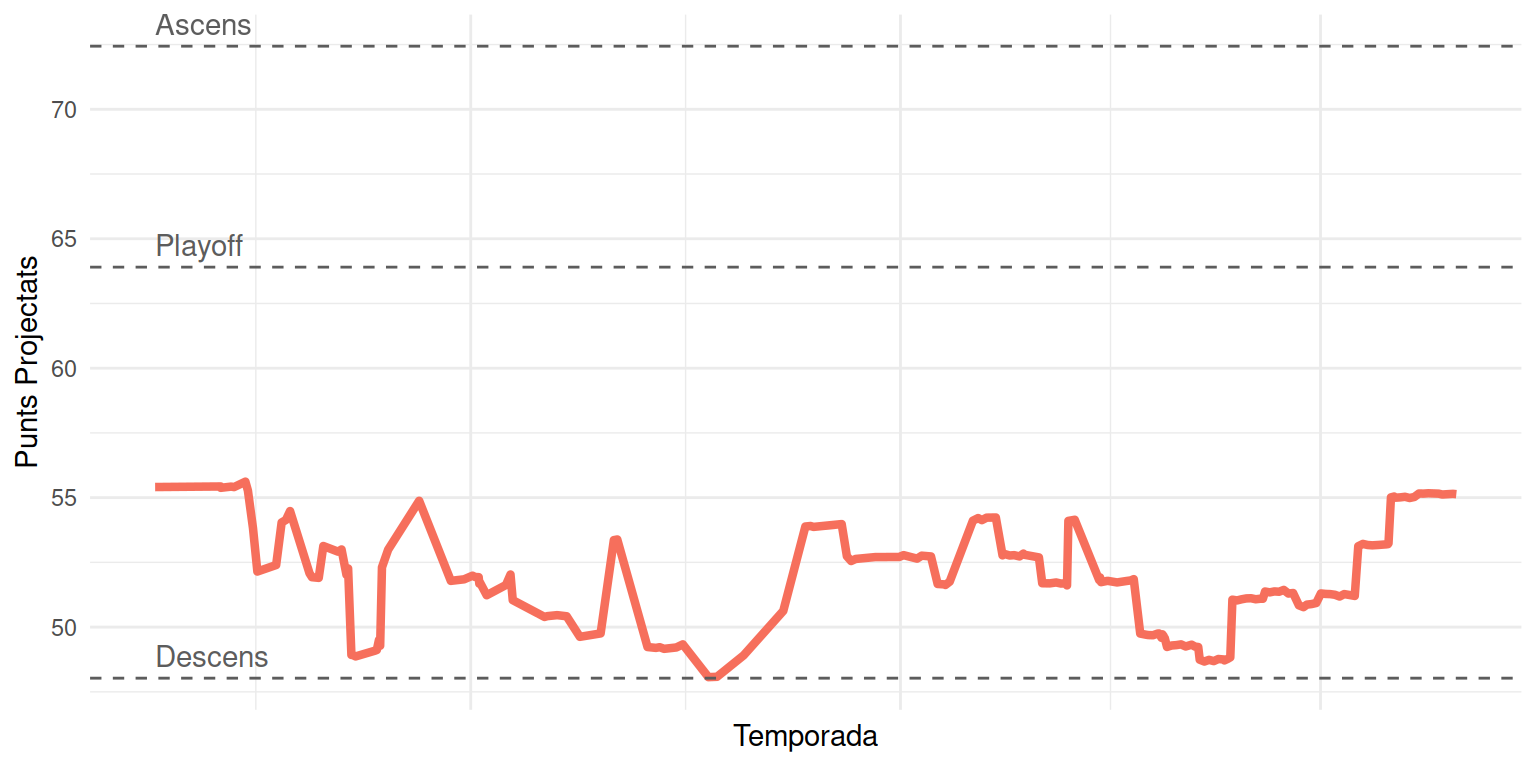 Ascens
70
65
Playoff
60
55
50
Descens
Punts Projectats
Temporada